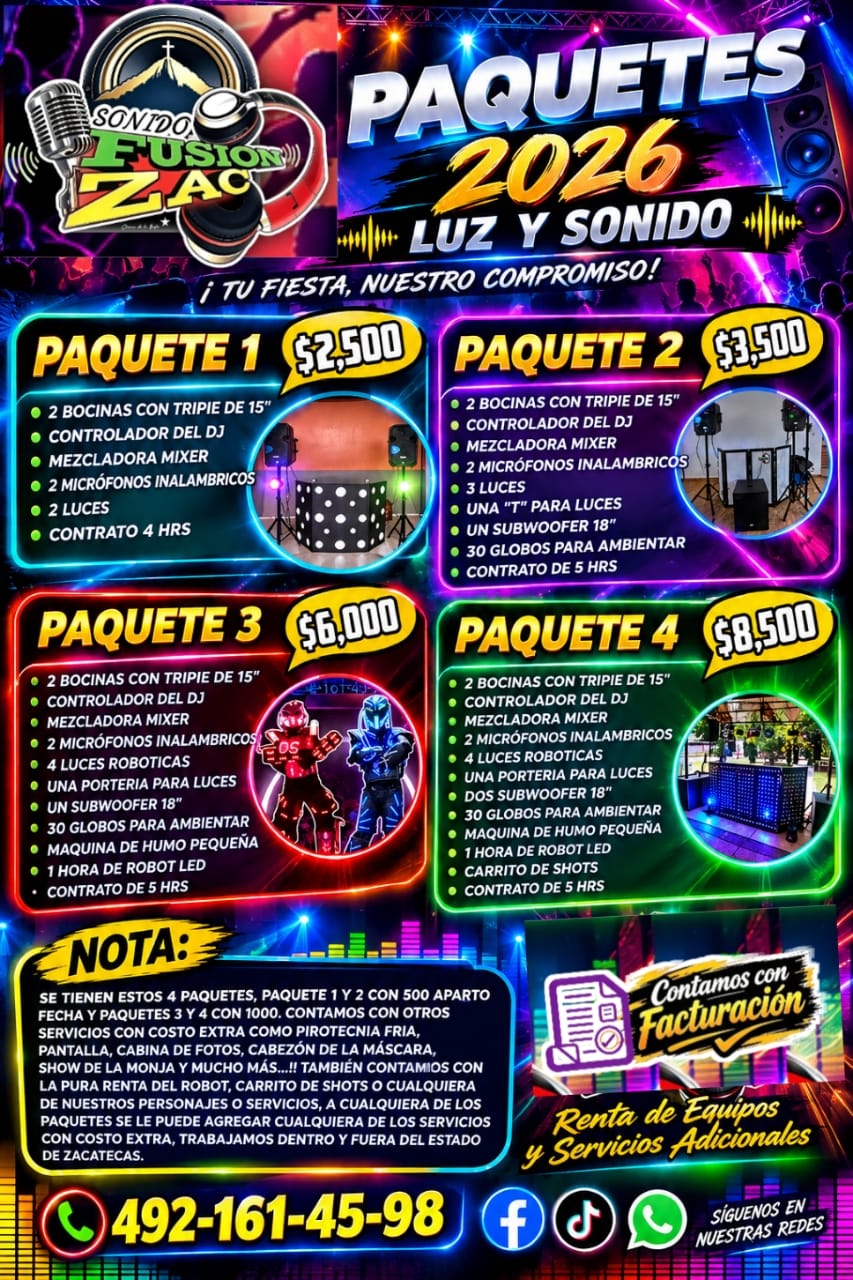 SONIDO
FUSION
ZAC
PAQUETES
2026
LUZ Y SONIDO
¡ TU FIESTA, NUESTRO COMPROMISO!
PAQUETE 1
$2,500
2 BOCINAS CON TRIPIE DE 15"
CONTROLADOR DEL DJ
MEZCLADORA MIXER
2 MICRÓFONOS INALAMBRICOS
2 LUCES
CONTRATO 4 HRS
PAQUETE 2
$3,500
2 BOCINAS CON TRIPIE DE 15"
CONTROLADOR DEL DJ
MEZCLADORA MIXER
2 MICRÓFONOS INALAMBRICOS
3 LUCES
UNA "T" PARA LUCES
UN SUBWOOFER 18"
30 GLOBOS PARA AMBIENTAR
CONTRATO DE 5 HRS
PAQUETE 3
$6,000
2 BOCINAS CON TRIPIE DE 15"
CONTROLADOR DEL DJ
MEZCLADORA MIXER
2 MICRÓFONOS INALAMBRICOS
4 LUCES ROBOTICAS
UNA PORTERIA PARA LUCES
UN SUBWOOFER 18"
30 GLOBOS PARA AMBIENTAR
MAQUINA DE HUMO PEQUEÑA
1 HORA DE ROBOT LED
CONTRATO DE 5 HRS
PAQUETE 4
$8,500
2 BOCINAS CON TRIPIE DE 15"
CONTROLADOR DEL DJ
MEZCLADORA MIXER
2 MICRÓFONOS INALAMBRICOS
4 LUCES ROBOTICAS
UNA PORTERIA PARA LUCES
DOS SUBWOOFER 18"
30 GLOBOS PARA AMBIENTAR
MAQUINA DE HUMO PEQUEÑA
1 HORA DE ROBOT LED
CARRITO DE SHOTS
CONTRATO DE 5 HRS
NOTA:
SE TIENEN ESTOS 4 PAQUETES, PAQUETE 1 Y 2 CON 500 APARTO
FECHA Y PAQUETES 3 Y 4 CON 1000. CONTAMOS CON OTROS
SERVICIOS CON COSTO EXTRA COMO PIROTECNIA FRIA,
PANTALLA, CABINA DE FOTOS, CABEZÓN DE LA MÁSCARA,
SHOW DE LA MONJA Y MUCHO MÁS...!! TAMBIÉN CONTAMOS CON
LA PURA RENTA DEL ROBOT, CARRITO DE SHOTS O CUALQUIERA
DE NUESTROS PERSONAJES O SERVICIOS, A CUALQUIERA DE LOS
PAQUETES SE LE PUEDE AGREGAR CUALQUIERA DE LOS SERVICIOS
CON COSTO EXTRA, TRABAJAMOS DENTRO Y FUERA DEL ESTADO
DE ZACATECAS.
Contamos con
Facturación
Renta de Equipos
y Servicios Adicionales
492-161-45-98
SÍGUENOS EN
NUESTRAS REDES